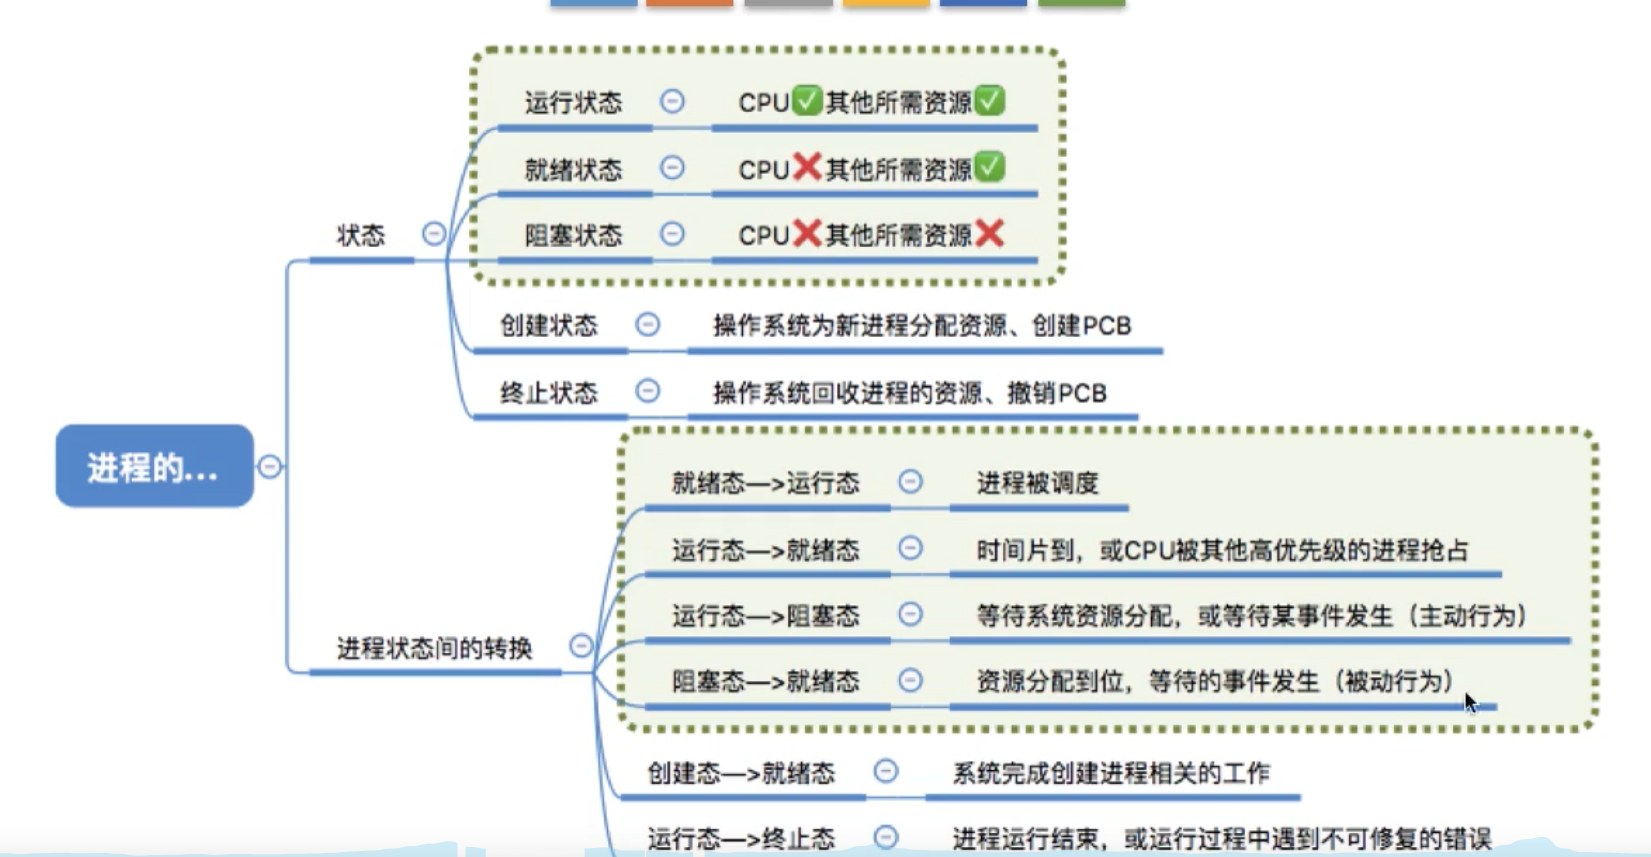 进程的...
状态
运行状态 CPU✅其他所需资源✅
就绪状态 CPU❌其他所需资源✅
阻塞状态 CPU❌其他所需资源❌
创建状态 操作系统为新进程分配资源、创建PCB
终止状态 操作系统回收进程的资源、撤销PCB
进程状态间的转换
就绪态—>运行态 进程被调度
运行态—>就绪态 时间片到，或CPU被其他高优先级的进程抢占
运行态—>阻塞态 等待系统资源分配，或等待某事件发生（主动行为）
阻塞态—>就绪态 资源分配到位，等待的事件发生（被动行为）
创建态—>就绪态 系统完成创建进程相关的工作
运行态—>终止态 进程运行结束，或运行过程中遇到不可修复的错误